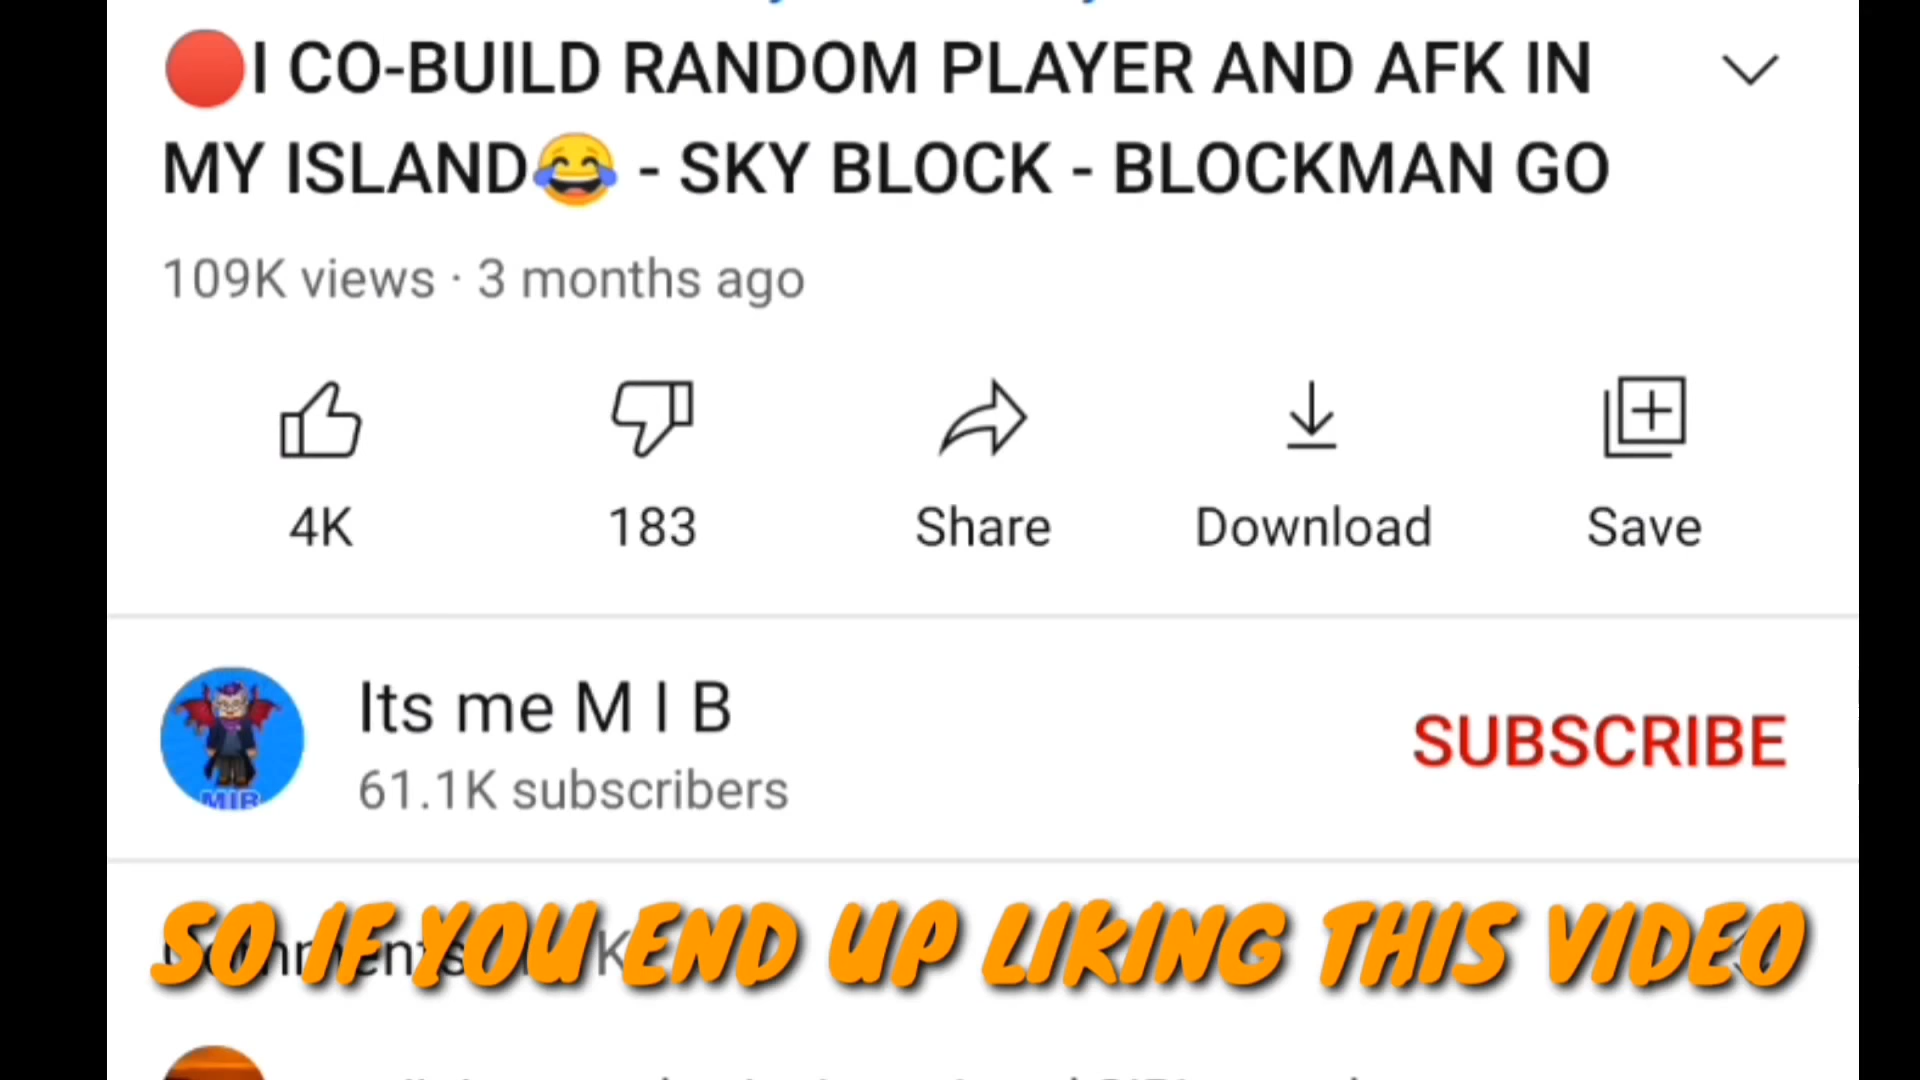 🔴I CO-BUILD RANDOM PLAYER AND AFK IN
MY ISLAND😂 - SKY BLOCK - BLOCKMAN GO
109K views · 3 months ago
4K
183
Share
Download
Save
Its me M I B
61.1K subscribers
MIB
SUBSCRIBE
Comments
SO IF YOU END UP LIKING THIS VIDEO